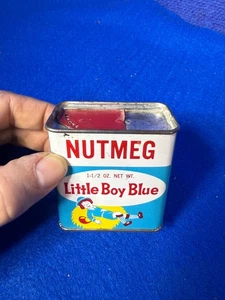 NUTMEG
1-1/2 OZ. NET WT.
Little Boy Blue